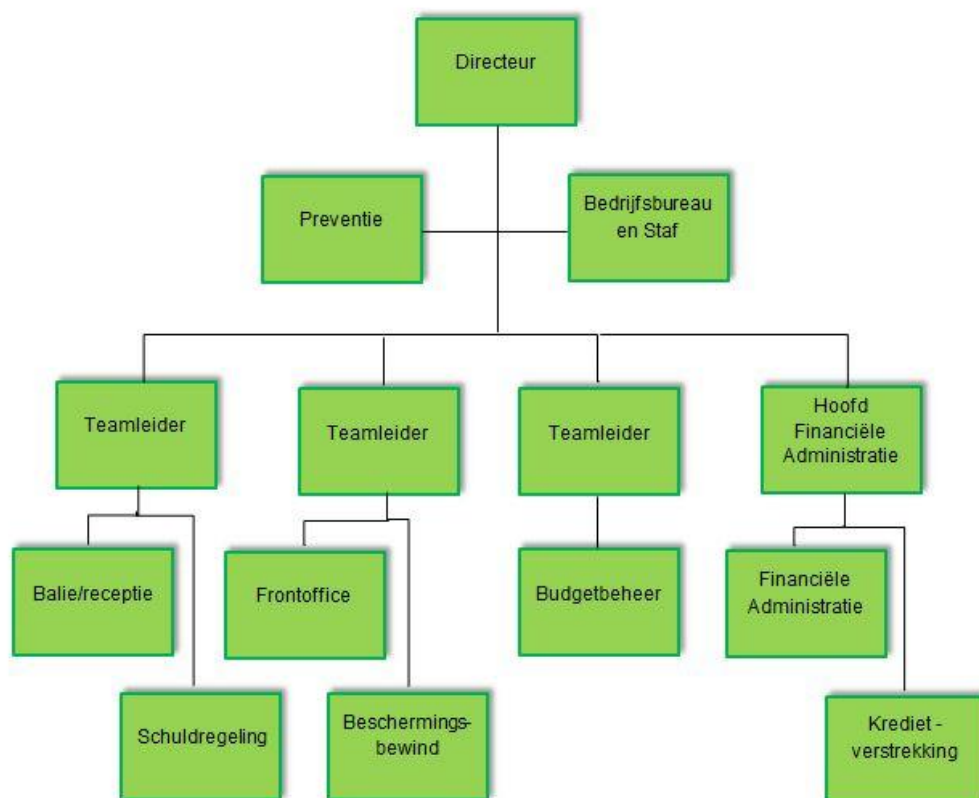 Directeur
Preventie
Bedrijfsbureau
en Staf
Teamleider
Teamleider
Teamleider
Hoofd
Financiële
Administratie
Balie/receptie
Frontoffice
Budgetbeheer
Financiële
Administratie
Schuldregeling
Beschermings-
bewind
Krediet -
verstrekking